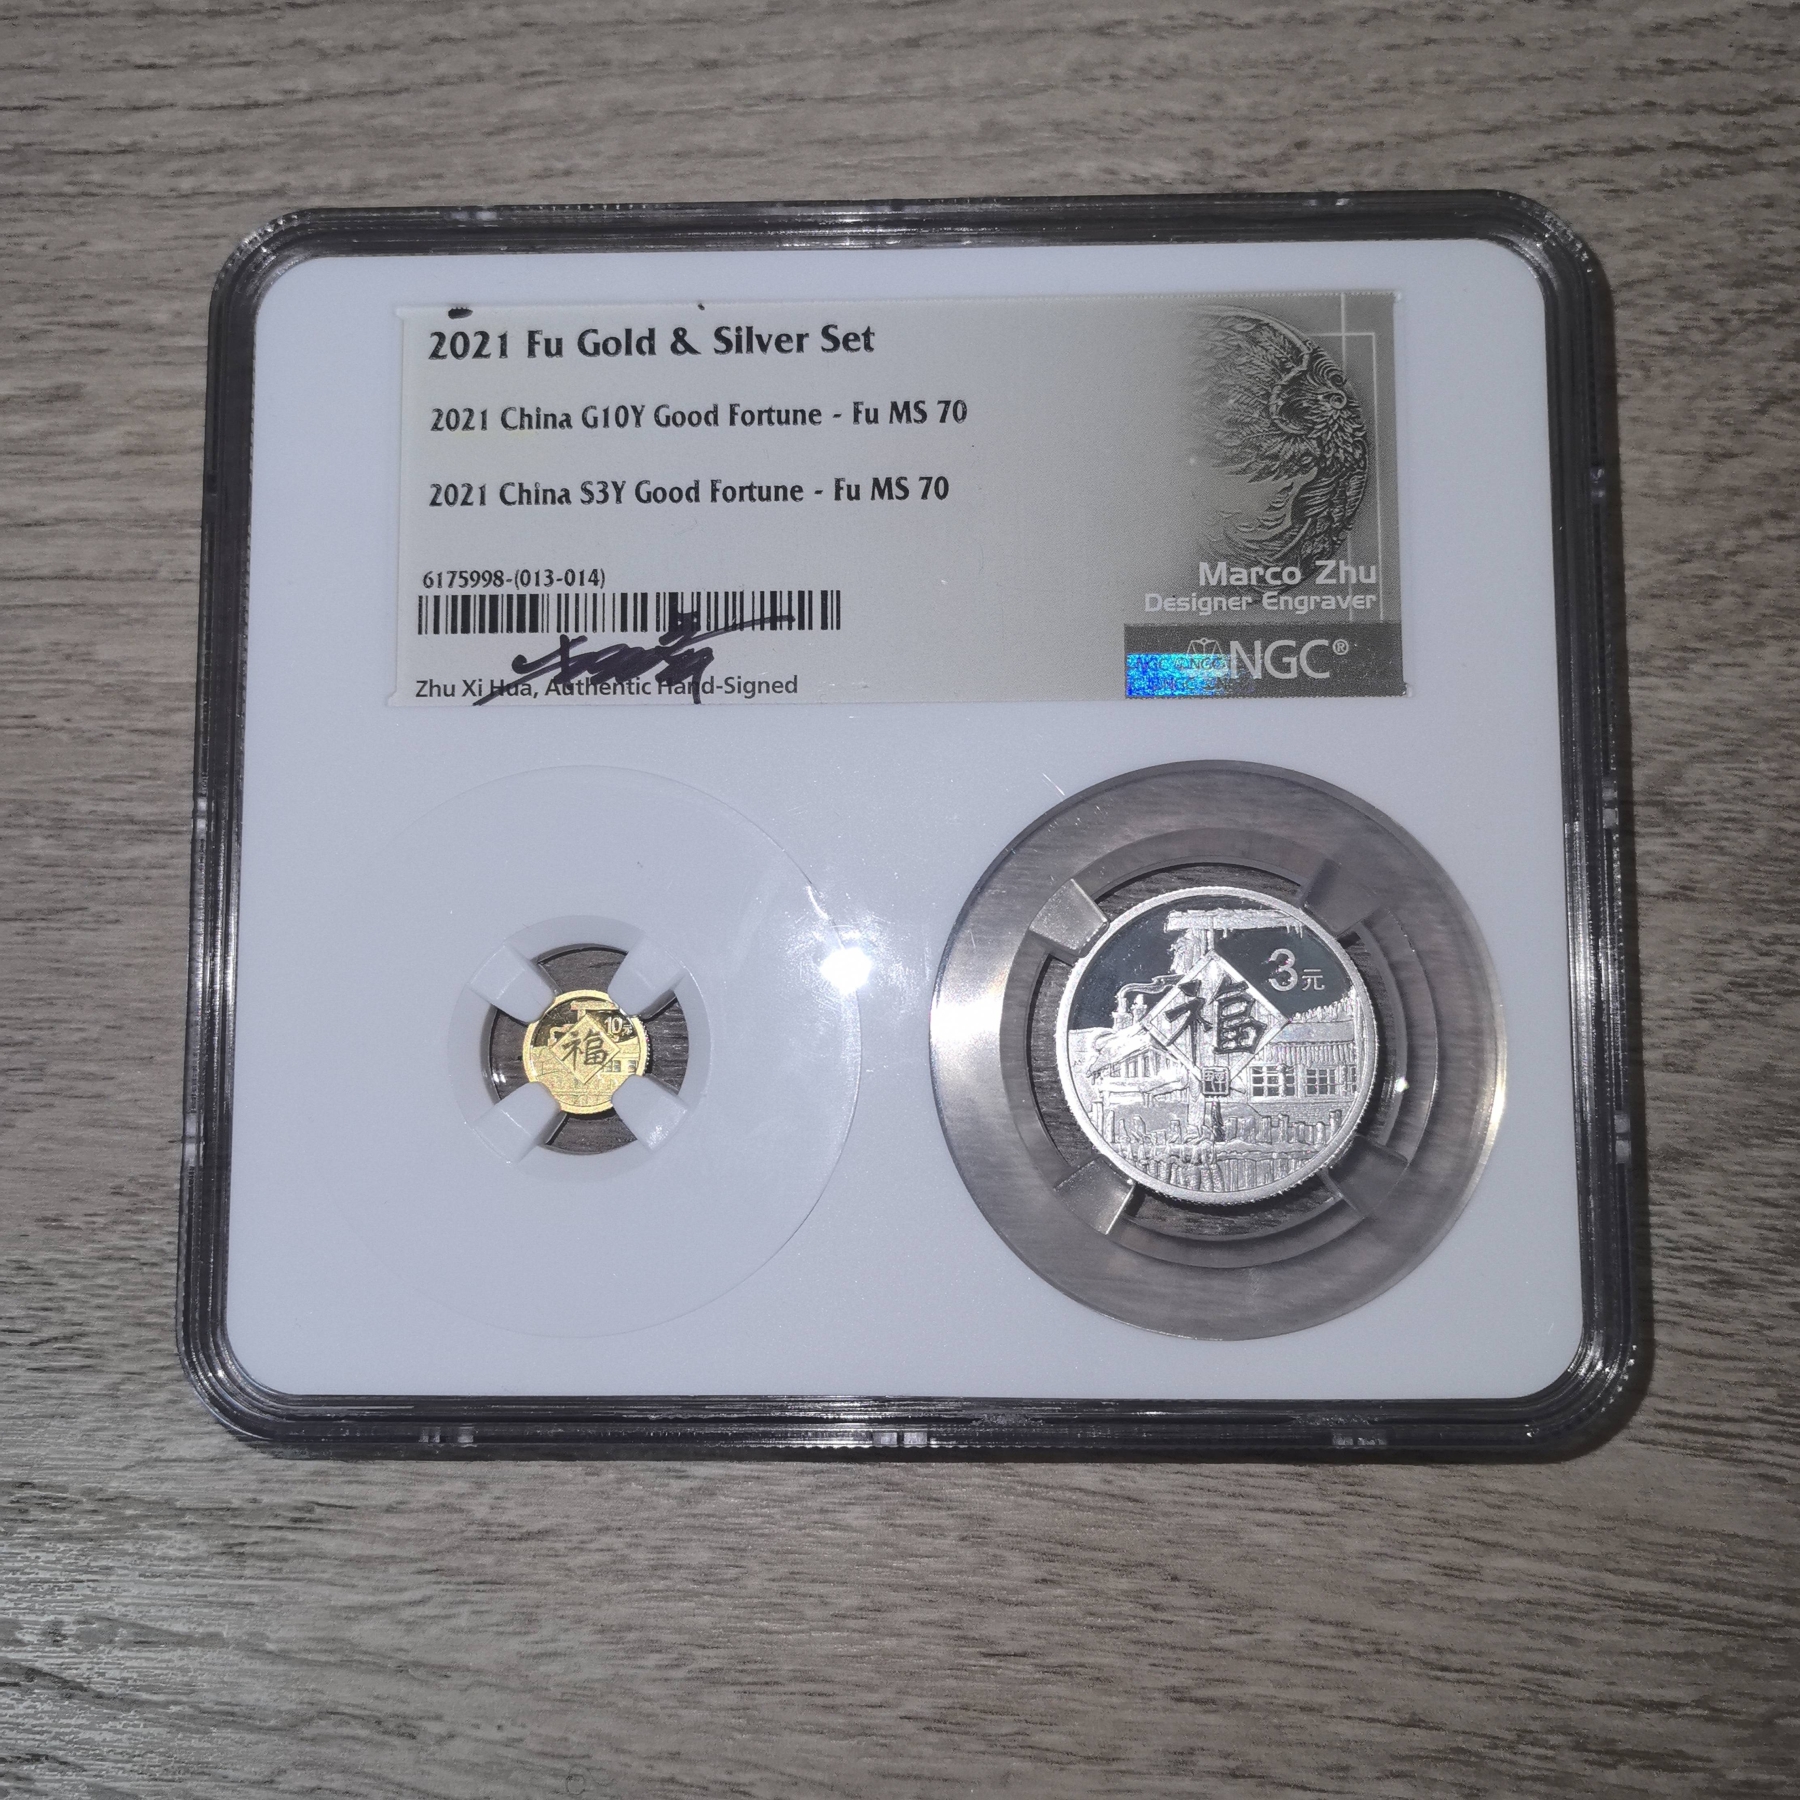 2021 Fu Gold & Silver Set
2021 China G10Y Good Fortune - Fu MS 70
2021 China S3Y Good Fortune - Fu MS 70
6175998-(013-014)
Zhu Xi Hua, Authentic Hand-Signed
Marco Zhu
Designer Engraver
NGC®
10元
福
3元
福